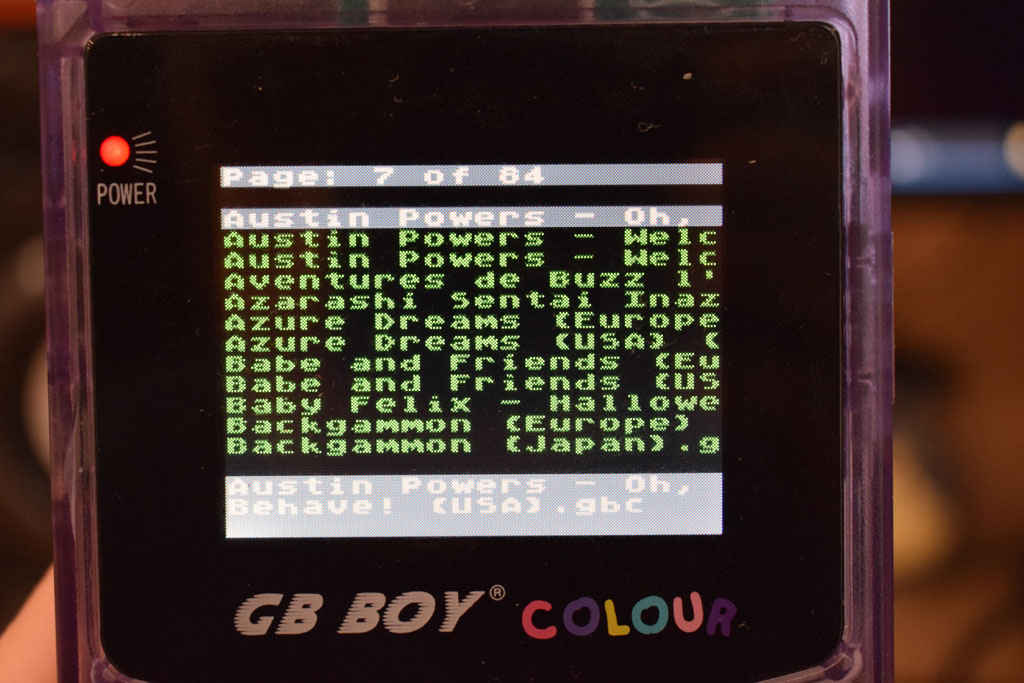 POWER
Page: 7 of 84
Austin Powers - Oh,
Austin Powers - Welc
Austin Powers - Welc
Aventures de Buzz l'
Azarashi Sentai Inaz
Azure Dreams (Europe
Azure Dreams (USA) (
Babe and Friends (Eu
Babe and Friends (US
Baby Felix - Hallowe
Backgammon (Europe)
Backgammon (Japan).g
Austin Powers - Oh,
Behave! (USA).gbc
GB BOY® COLOUR